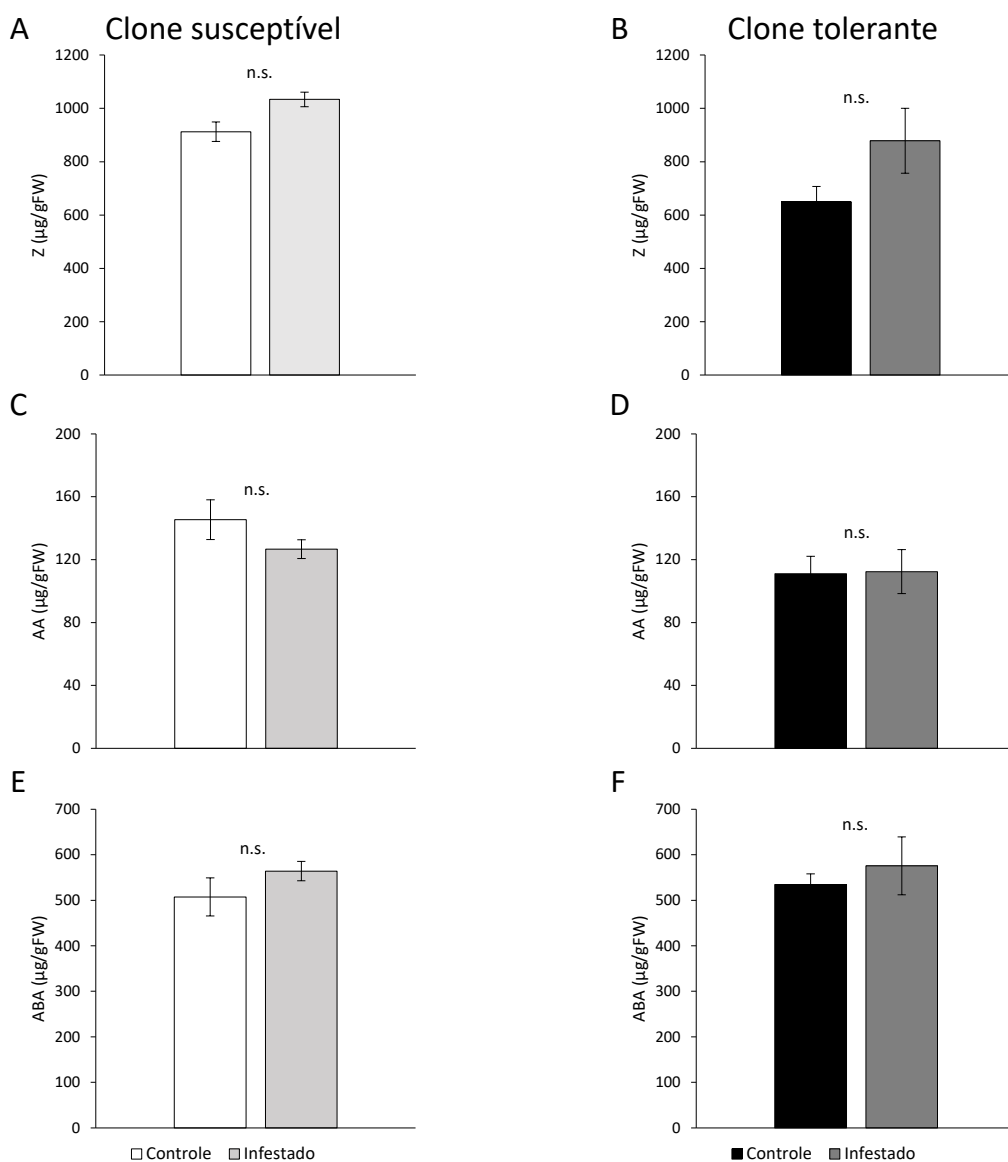 A Clone susceptível
n.s.
1200
1000
800
600
400
200
0
Z (µg/gFW)
B Clone tolerante
n.s.
1200
1000
800
600
400
200
0
Z (µg/gFW)
C
n.s.
200
160
120
80
40
0
AA (µg/gFW)
D
n.s.
200
160
120
80
40
0
AA (µg/gFW)
E
n.s.
700
600
500
400
300
200
100
0
ABA (µg/gFW)
Controle Infestado
F
n.s.
700
600
500
400
300
200
100
0
ABA (µg/gFW)
Controle Infestado